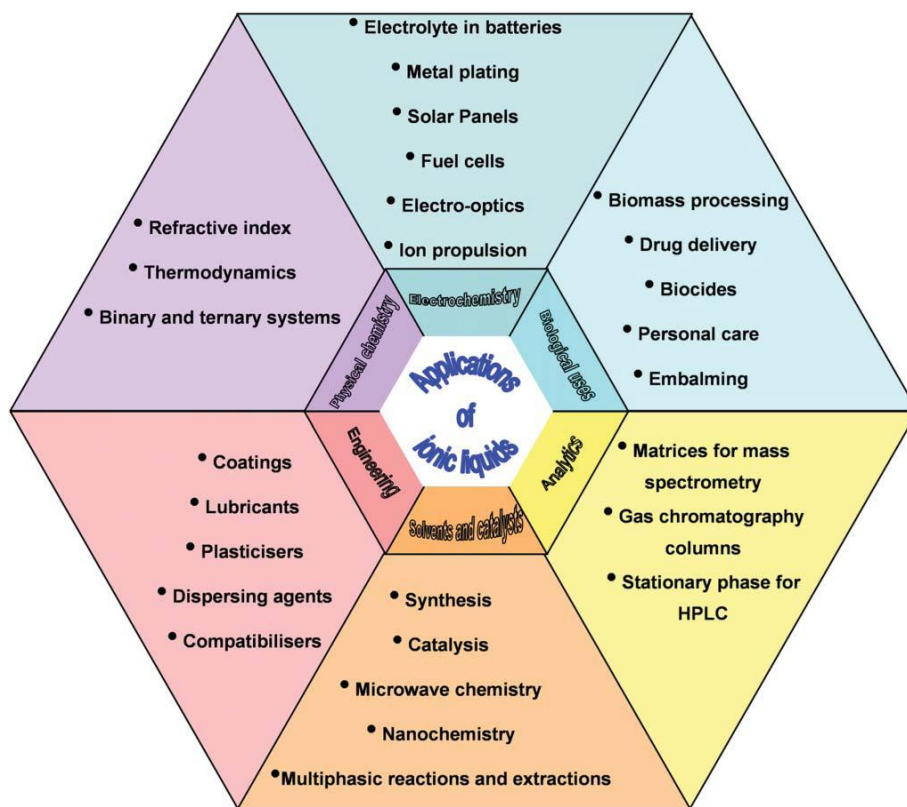 Applications
of
ionic liquids
Electrochemistry
• Electrolyte in batteries
• Metal plating
• Solar Panels
• Fuel cells
• Electro-optics
• Ion propulsion
Biological uses
• Biomass processing
• Drug delivery
• Biocides
• Personal care
• Embalming
Analytics
• Matrices for mass
spectrometry
• Gas chromatography
columns
• Stationary phase for
HPLC
Solvents and catalysts
• Synthesis
• Catalysis
• Microwave chemistry
• Nanochemistry
• Multiphasic reactions and extractions
Engineering
• Coatings
• Lubricants
• Plasticisers
• Dispersing agents
• Compatibilisers
Physical chemistry
• Refractive index
• Thermodynamics
• Binary and ternary systems